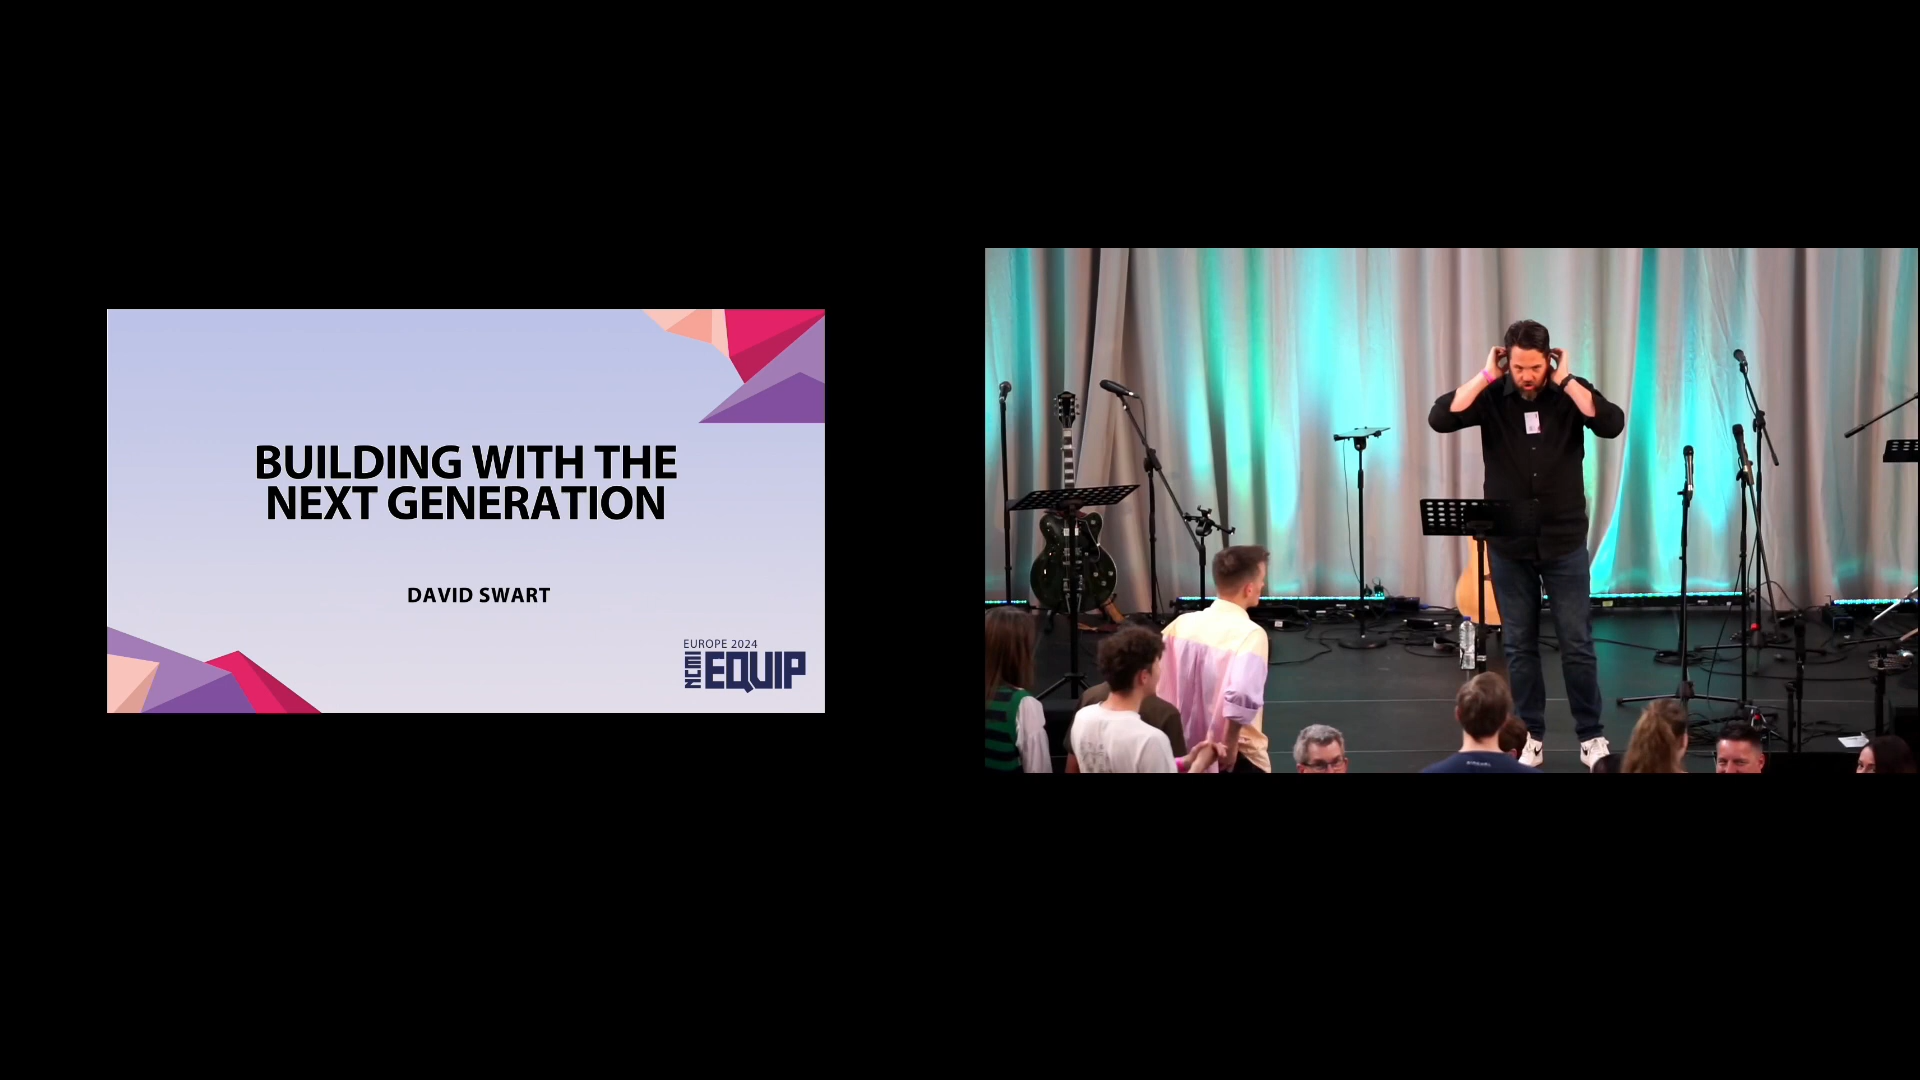 BUILDING WITH THE
NEXT GENERATION
DAVID SWART
EUROPE 2024
NCMI
EQUIP